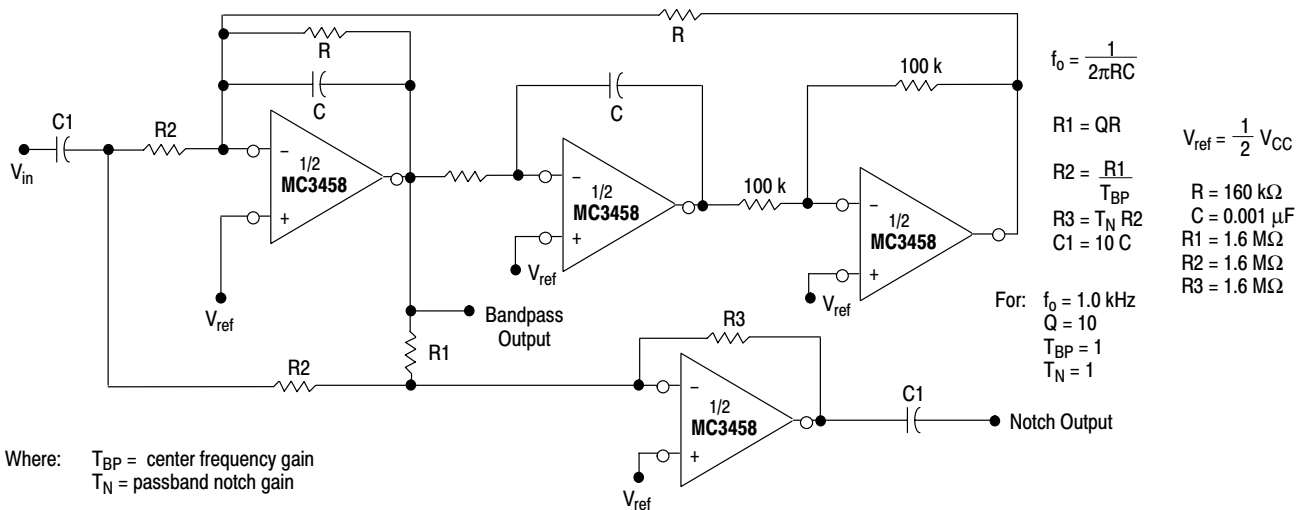 R
R
C
C1
R2
V_in
1/2
MC3458
V_ref
C
1/2
MC3458
V_ref
100 k
100 k
1/2
MC3458
V_ref
Bandpass
Output
R1
R2
R3
1/2
MC3458
V_ref
C1
Notch Output
f_o = 1 / 2πRC
R1 = QR
R2 = R1 / T_BP
R3 = T_N R2
C1 = 10 C
V_ref = 1/2 V_CC
R = 160 kΩ
C = 0.001 µF
R1 = 1.6 MΩ
R2 = 1.6 MΩ
R3 = 1.6 MΩ
For: f_o = 1.0 kHz
Q = 10
T_BP = 1
T_N = 1
Where: T_BP = center frequency gain
T_N = passband notch gain